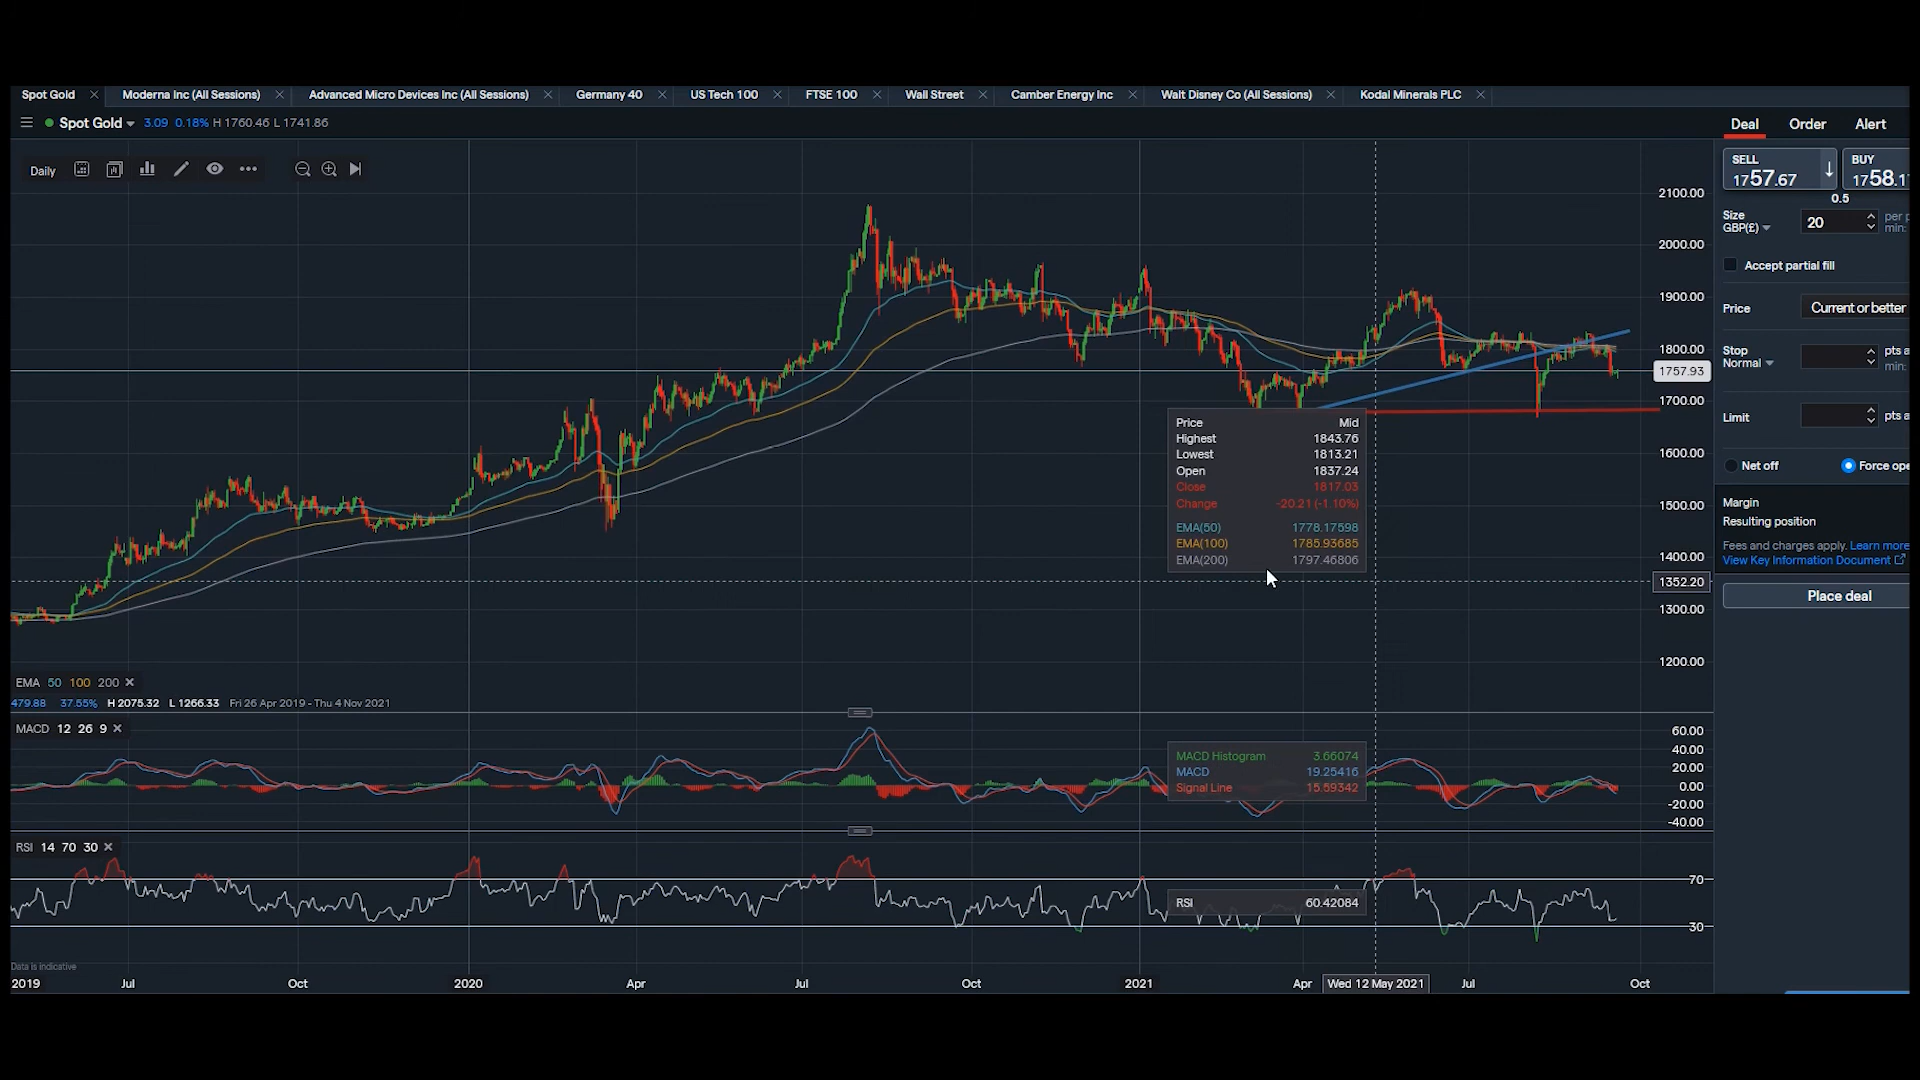 Spot Gold Moderna Inc (All Sessions) Advanced Micro Devices Inc (All Sessions) Germany 40 US Tech 100 FTSE 100 Wall Street Camber Energy Inc Walt Disney Co (All Sessions) Kodal Minerals PLC
Spot Gold 3.09 0.18% H 1760.46 L 1741.86
Daily
2100.00
2000.00
1900.00
1800.00
1757.93
1700.00
1600.00
1500.00
1400.00
1352.20
1300.00
1200.00
Price Mid
Highest 1843.76
Lowest 1813.21
Open 1837.24
Close 1817.03
Change -20.21 (-1.10%)
EMA(50) 1778.17598
EMA(100) 1785.93685
EMA(200) 1797.46806
EMA 50 100 200
479.88 37.55% H 2075.32 L 1266.33 Fri 26 Apr 2019 - Thu 4 Nov 2021
MACD 12 26 9
60.00
40.00
20.00
0.00
-20.00
-40.00
MACD Histogram 3.66074
MACD 19.25416
Signal Line 15.59342
RSI 14 70 30
70
RSI 60.42084
30
Data is indicative
2019 Jul Oct 2020 Apr Jul Oct 2021 Apr Wed 12 May 2021 Jul Oct
Deal Order Alert
SELL BUY
1757.67 1758.1
0.5
Size
GBP(£) 20 per p
min:
Accept partial fill
Price Current or better
Stop
Normal pts a
min:
Limit pts a
Net off Force ope
Margin
Resulting position
Fees and charges apply. Learn more
View Key Information Document
Place deal